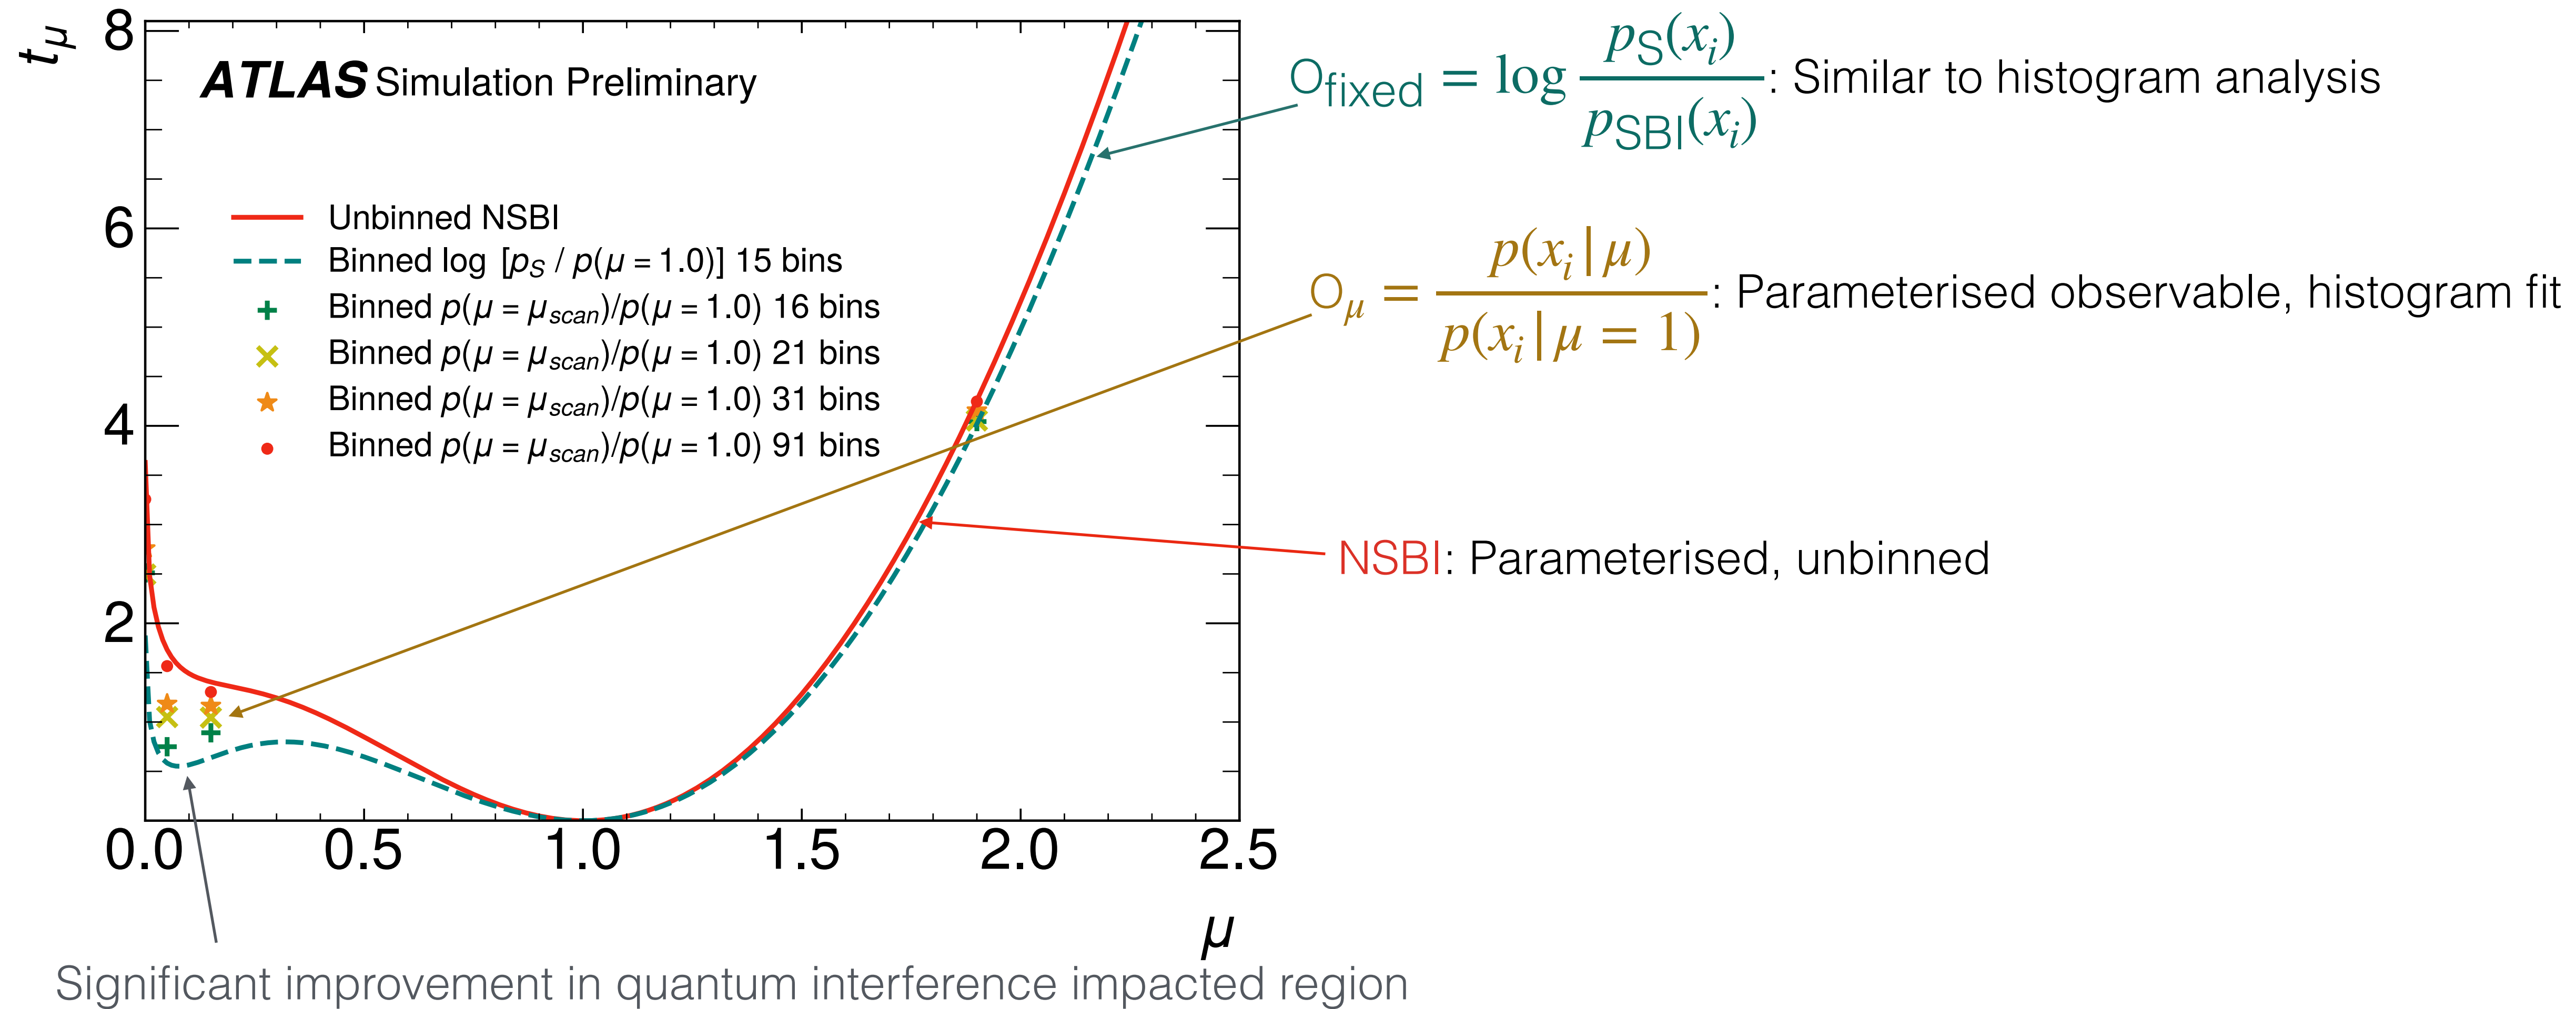 t_μ
8
6
4
2
ATLAS Simulation Preliminary
Unbinned NSBI
Binned log [p_S / p(μ = 1.0)] 15 bins
Binned p(μ = μ_scan)/p(μ = 1.0) 16 bins
Binned p(μ = μ_scan)/p(μ = 1.0) 21 bins
Binned p(μ = μ_scan)/p(μ = 1.0) 31 bins
Binned p(μ = μ_scan)/p(μ = 1.0) 91 bins
0.0 0.5 1.0 1.5 2.0 2.5
μ
O_fixed = log p_S(x_i) / p_SBI(x_i) : Similar to histogram analysis
O_μ = p(x_i | μ) / p(x_i | μ = 1) : Parameterised observable, histogram fit
NSBI: Parameterised, unbinned
Significant improvement in quantum interference impacted region